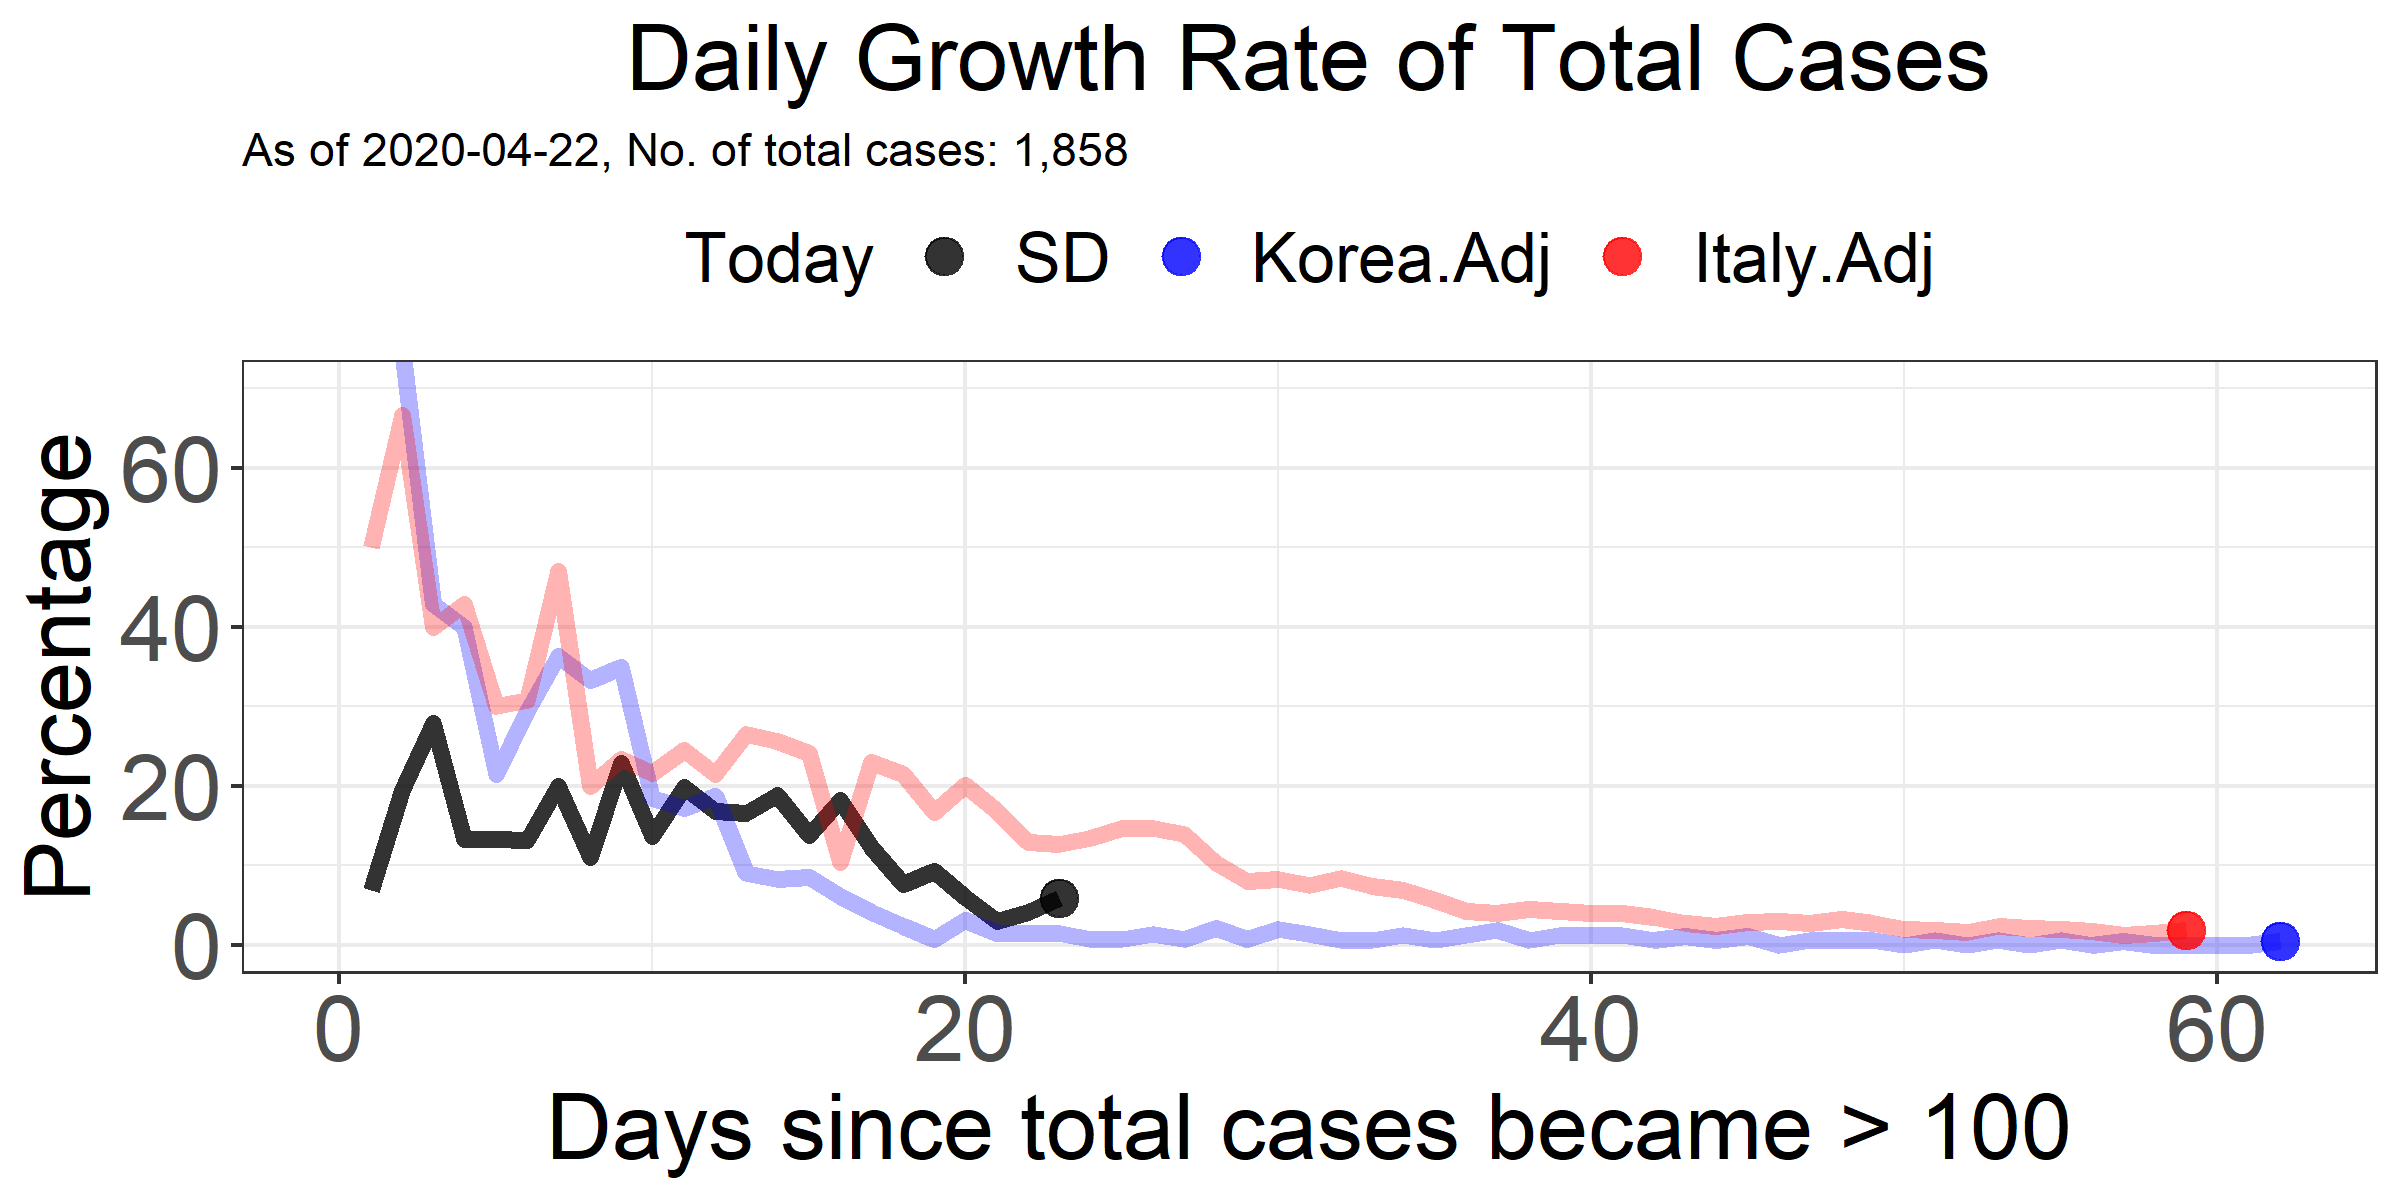 Daily Growth Rate of Total Cases
As of 2020-04-22, No. of total cases: 1,858
Today SD Korea.Adj Italy.Adj
Percentage
60
40
20
0
0 20 40 60
Days since total cases became > 100